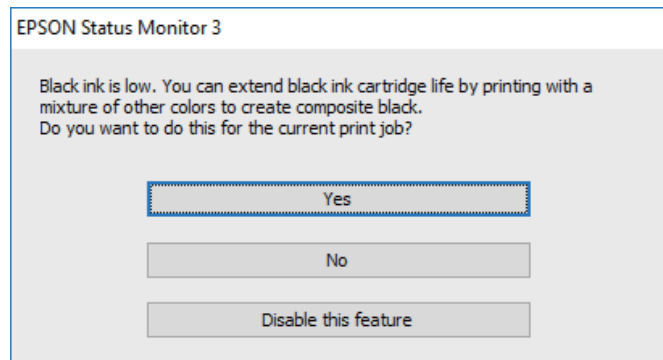 EPSON Status Monitor 3
Black ink is low. You can extend black ink cartridge life by printing with a
mixture of other colors to create composite black.
Do you want to do this for the current print job?
Yes
No
Disable this feature